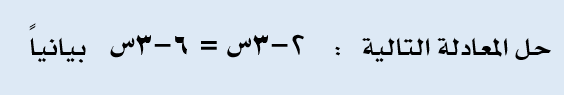 حل المعادلة التالية : ٢-٣س = ٦-٣س بيانياً